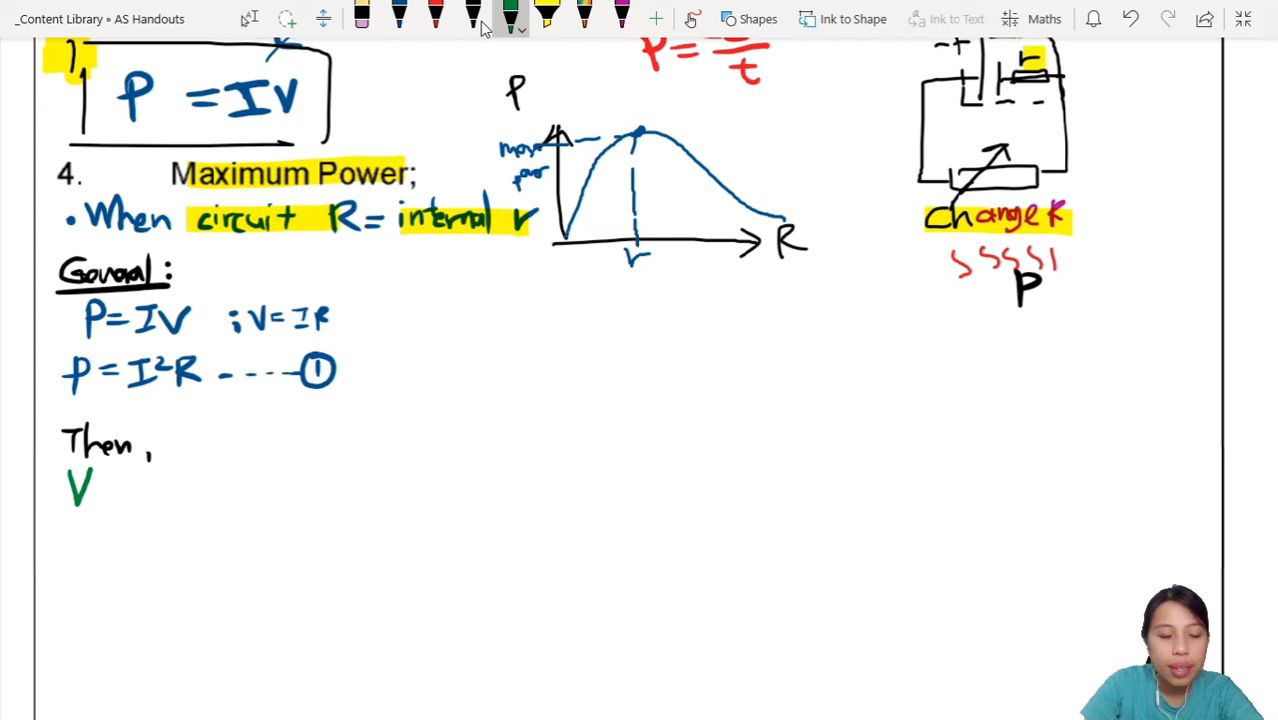 _Content Library » AS Handouts
Shapes
Ink to Shape
Ink to Text
Maths
P =
t
P = IV
P
max
power
R
r
- +
r
Change R
P
4. Maximum Power;
• When circuit R = internal r
General:
P = IV ; V = IR
P = I²R - - - - - ①
Then,
V